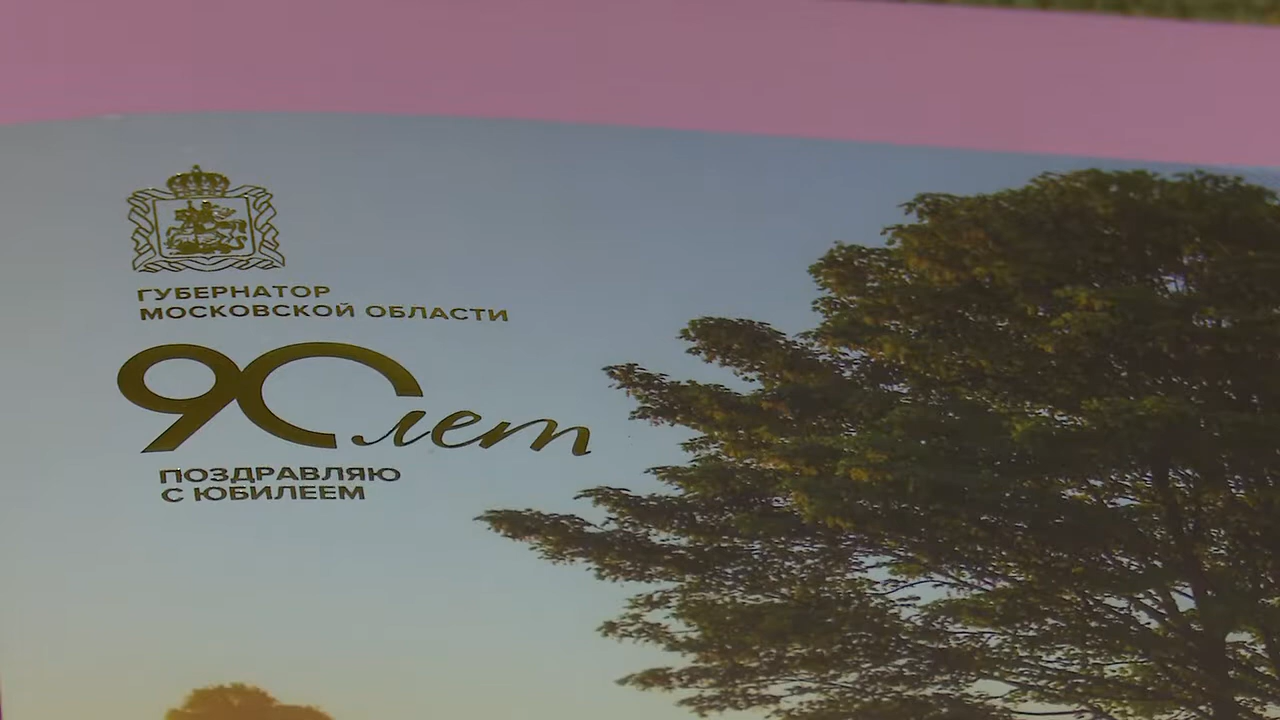 ГУБЕРНАТОР
МОСКОВСКОЙ ОБЛАСТИ
90 лет
ПОЗДРАВЛЯЮ
С ЮБИЛЕЕМ